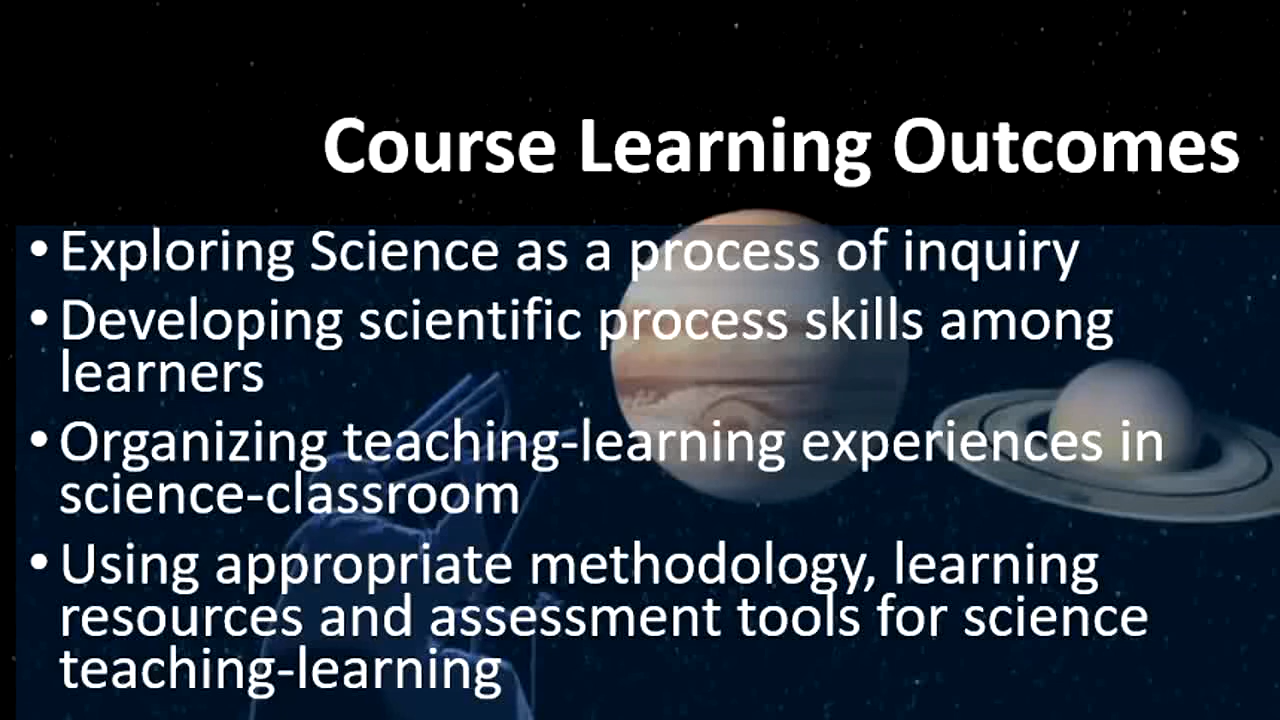 Course Learning Outcomes
• Exploring Science as a process of inquiry
• Developing scientific process skills among
learners
• Organizing teaching-learning experiences in
science-classroom
• Using appropriate methodology, learning
resources and assessment tools for science
teaching-learning